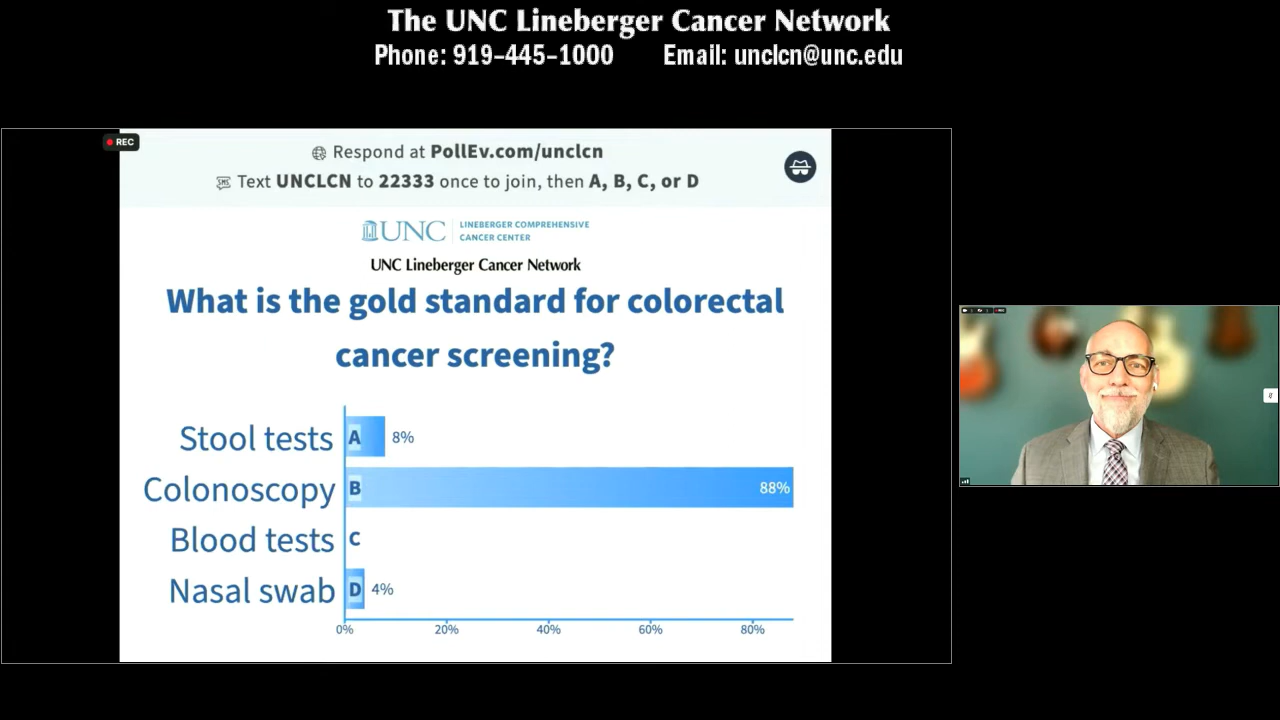 The UNC Lineberger Cancer Network
Phone: 919-445-1000 Email: unclcn@unc.edu
REC
Respond at PollEv.com/unclcn
Text UNCLCN to 22333 once to join, then A, B, C, or D
UNC LINEBERGER COMPREHENSIVE
CANCER CENTER
UNC Lineberger Cancer Network
What is the gold standard for colorectal
cancer screening?
Stool tests A 8%
Colonoscopy B 88%
Blood tests C
Nasal swab D 4%
0% 20% 40% 60% 80%